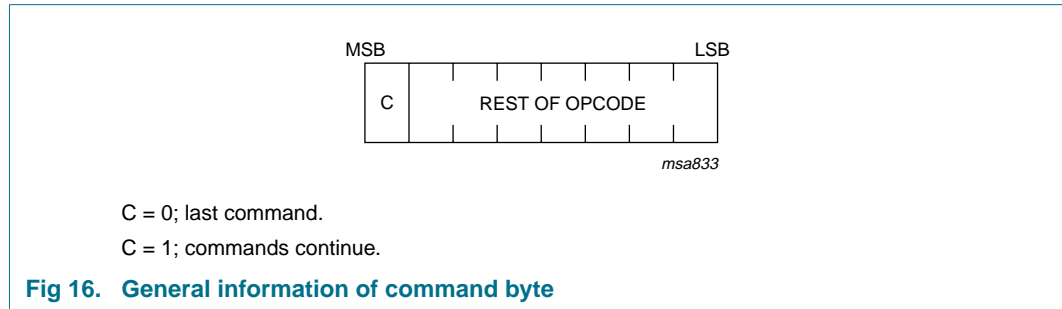 MSB LSB
C REST OF OPCODE
msa833
C = 0; last command.
C = 1; commands continue.
Fig 16. General information of command byte